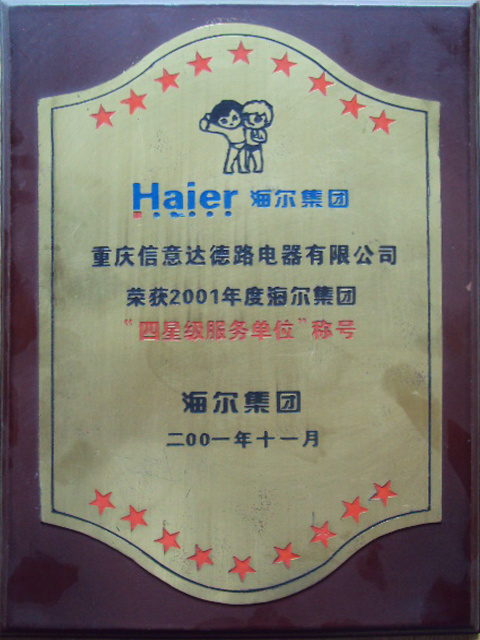 Haier 海尔集团
重庆信意达德路电器有限公司
荣获2001年度海尔集团
“四星级服务单位”称号
海尔集团
二00一年十一月